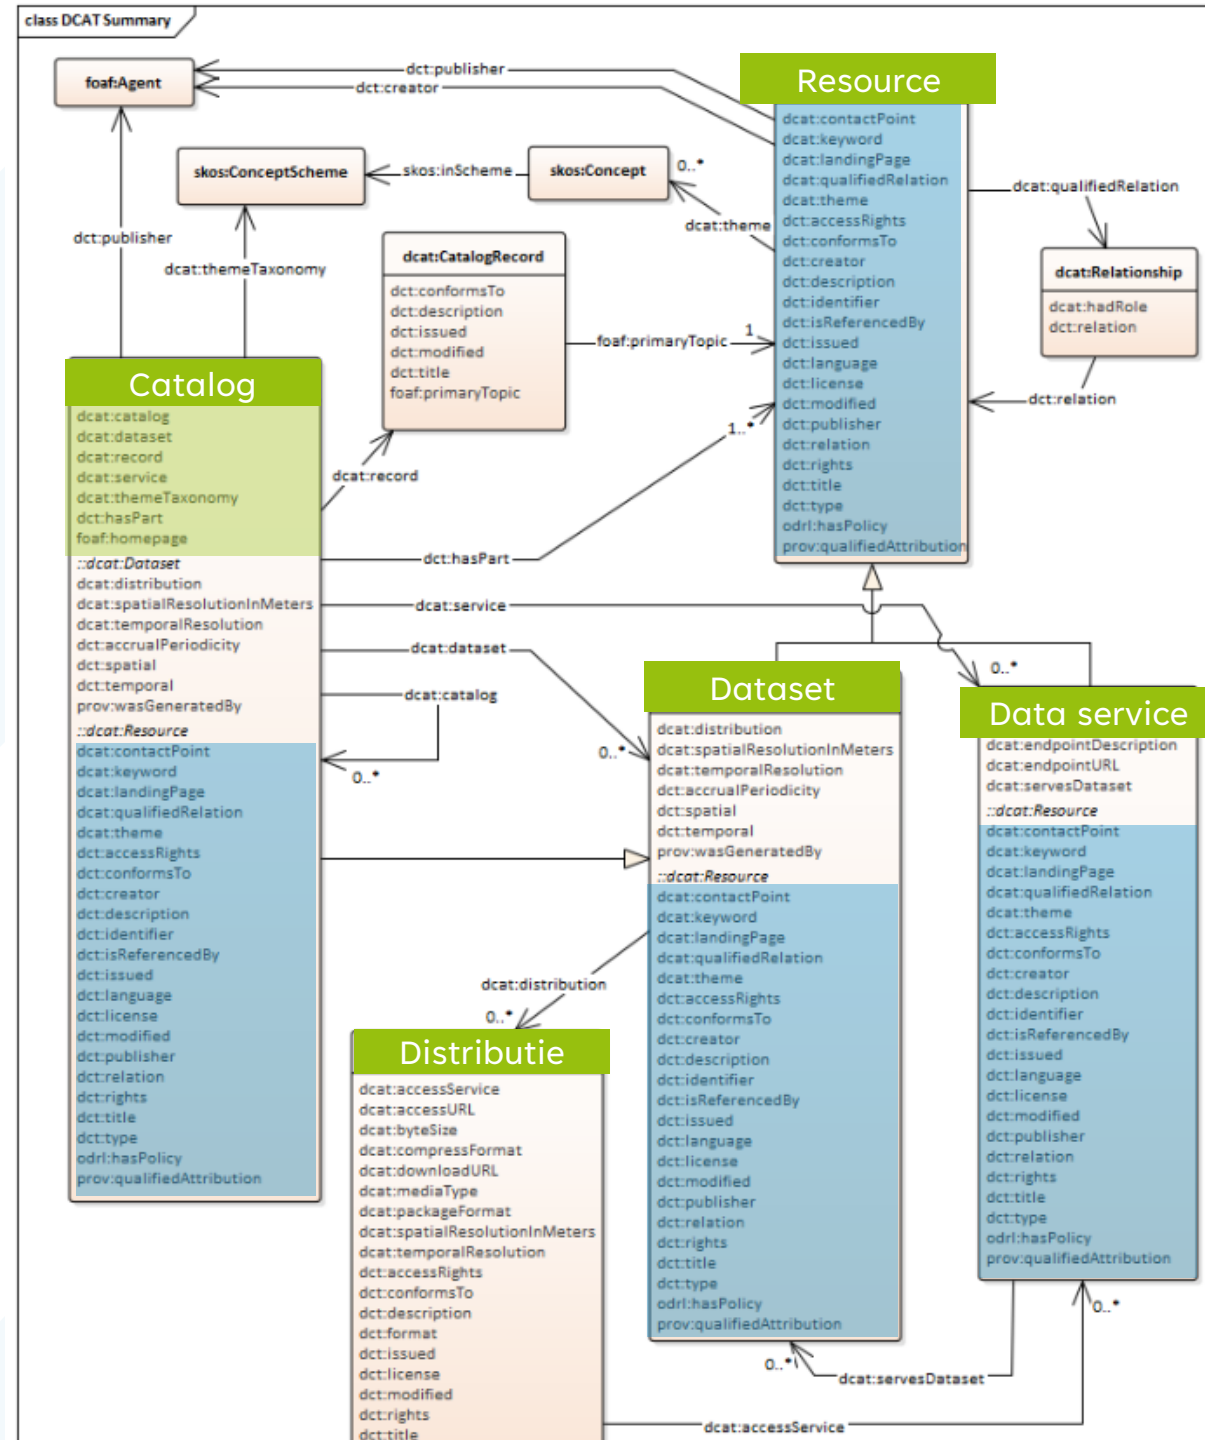 class DCAT Summary
foaf:Agent
dct:publisher
dct:creator
skos:ConceptScheme
skos:inScheme
skos:Concept
0..*
dcat:theme
dct:publisher
dcat:themeTaxonomy
Resource
dcat:contactPoint
dcat:keyword
dcat:landingPage
dcat:qualifiedRelation
dcat:theme
dct:accessRights
dct:conformsTo
dct:creator
dct:description
dct:identifier
dct:isReferencedBy
dct:issued
dct:language
dct:license
dct:modified
dct:publisher
dct:relation
dct:rights
dct:title
dct:type
odrl:hasPolicy
prov:qualifiedAttribution
dcat:qualifiedRelation
dcat:Relationship
dcat:hadRole
dct:relation
dct:relation
dcat:CatalogRecord
dct:conformsTo
dct:description
dct:issued
dct:modified
dct:title
foaf:primaryTopic
foaf:primaryTopic
1
1..*
dcat:record
Catalog
dcat:catalog
dcat:dataset
dcat:record
dcat:service
dcat:themeTaxonomy
dct:hasPart
foaf:homepage
::dcat:Dataset
dcat:distribution
dcat:spatialResolutionInMeters
dcat:temporalResolution
dct:accrualPeriodicity
dct:spatial
dct:temporal
prov:wasGeneratedBy
::dcat:Resource
dcat:contactPoint
dcat:keyword
dcat:landingPage
dcat:qualifiedRelation
dcat:theme
dct:accessRights
dct:conformsTo
dct:creator
dct:description
dct:identifier
dct:isReferencedBy
dct:issued
dct:language
dct:license
dct:modified
dct:publisher
dct:relation
dct:rights
dct:title
dct:type
odrl:hasPolicy
prov:qualifiedAttribution
dct:hasPart
dcat:service
0..*
dcat:dataset
0..*
dcat:catalog
0..*
Dataset
dcat:distribution
dcat:spatialResolutionInMeters
dcat:temporalResolution
dct:accrualPeriodicity
dct:spatial
dct:temporal
prov:wasGeneratedBy
::dcat:Resource
dcat:contactPoint
dcat:keyword
dcat:landingPage
dcat:qualifiedRelation
dcat:theme
dct:accessRights
dct:conformsTo
dct:creator
dct:description
dct:identifier
dct:isReferencedBy
dct:issued
dct:language
dct:license
dct:modified
dct:publisher
dct:relation
dct:rights
dct:title
dct:type
odrl:hasPolicy
prov:qualifiedAttribution
Data service
dcat:endpointDescription
dcat:endpointURL
dcat:servesDataset
::dcat:Resource
dcat:contactPoint
dcat:keyword
dcat:landingPage
dcat:qualifiedRelation
dcat:theme
dct:accessRights
dct:conformsTo
dct:creator
dct:description
dct:identifier
dct:isReferencedBy
dct:issued
dct:language
dct:license
dct:modified
dct:publisher
dct:relation
dct:rights
dct:title
dct:type
odrl:hasPolicy
prov:qualifiedAttribution
dcat:distribution
0..*
Distributie
dcat:accessService
dcat:accessURL
dcat:byteSize
dcat:compressFormat
dcat:downloadURL
dcat:mediaType
dcat:packageFormat
dcat:spatialResolutionInMeters
dcat:temporalResolution
dct:accessRights
dct:conformsTo
dct:description
dct:format
dct:issued
dct:license
dct:modified
dct:rights
dct:title
0..*
dcat:servesDataset
0..*
dcat:accessService